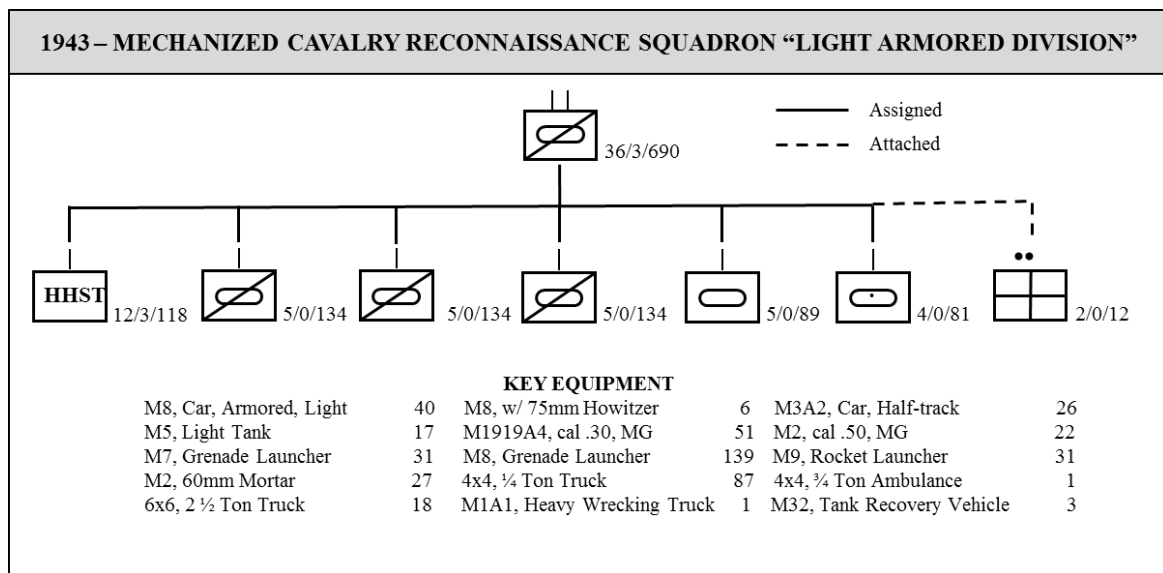 1943 – MECHANIZED CAVALRY RECONNAISSANCE SQUADRON “LIGHT ARMORED DIVISION”
Assigned
36/3/690
Attached
HHST
12/3/118 5/0/134 5/0/134 5/0/134 5/0/89 4/0/81 2/0/12
KEY EQUIPMENT
M8, Car, Armored, Light 40 M8, w/ 75mm Howitzer 6 M3A2, Car, Half-track 26
M5, Light Tank 17 M1919A4, cal .30, MG 51 M2, cal .50, MG 22
M7, Grenade Launcher 31 M8, Grenade Launcher 139 M9, Rocket Launcher 31
M2, 60mm Mortar 27 4x4, ¼ Ton Truck 87 4x4, ¾ Ton Ambulance 1
6x6, 2 ½ Ton Truck 18 M1A1, Heavy Wrecking Truck 1 M32, Tank Recovery Vehicle 3